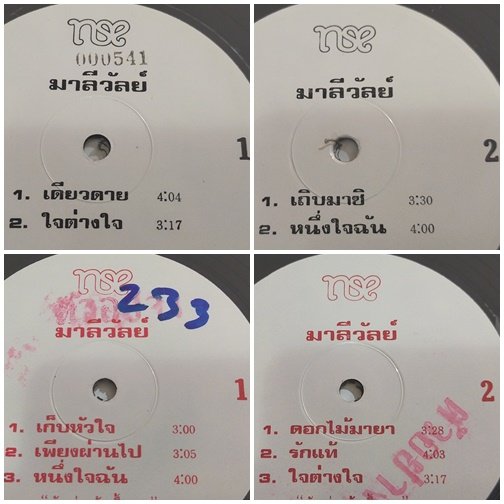 nse
000541
มาลีวัลย์
1
1. เดียวดาย 4:04
2. ใจต่างใจ 3:17
nse
มาลีวัลย์
2
1. เถิบมาซิ 3:30
2. หนึ่งใจฉัน 4:00
nse
233
มาลีวัลย์
1
1. เก็บหัวใจ 3:00
2. เพียงผ่านไป 3:05
3. หนึ่งใจฉัน 4:00
nse
มาลีวัลย์
2
1. ดอกไม้มายา 3:28
2. รักแท้ 4:03
3. ใจต่างใจ 3:17